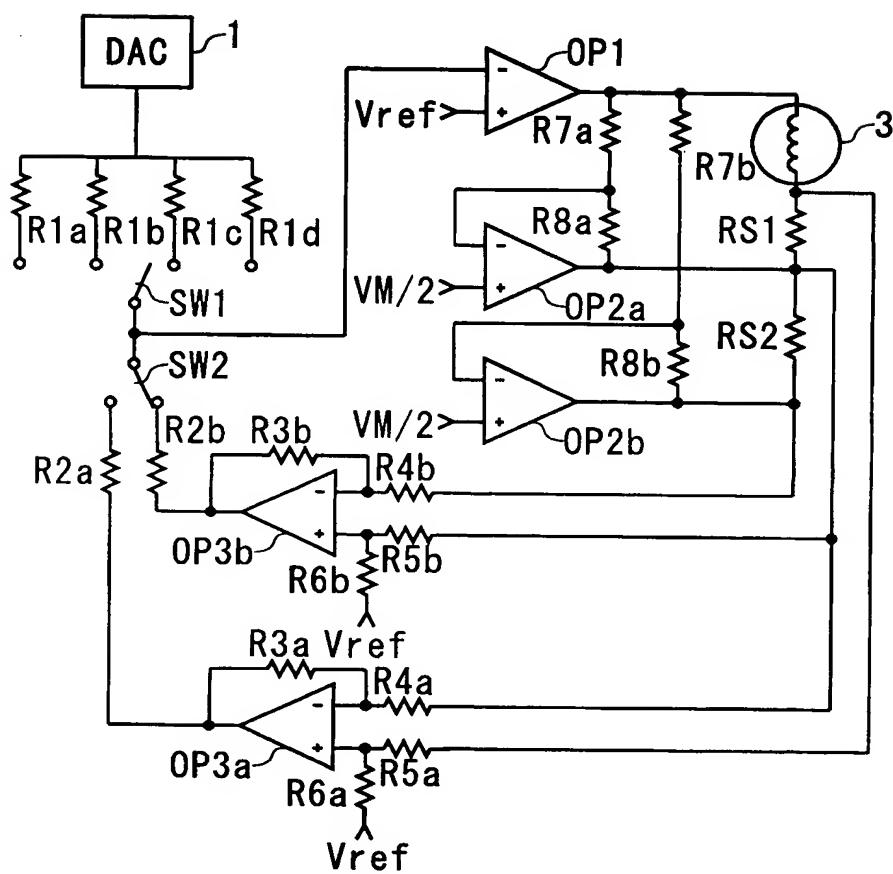 DAC 1
OP1
Vref
R7a
R7b
3
R1a R1b R1c R1d
R8a
RS1
SW1
VM/2
OP2a
RS2
SW2
R8b
VM/2
OP2b
R2a
R2b
R3b
R4b
OP3b
R5b
R6b
Vref
R3a
R4a
OP3a
R5a
R6a
Vref